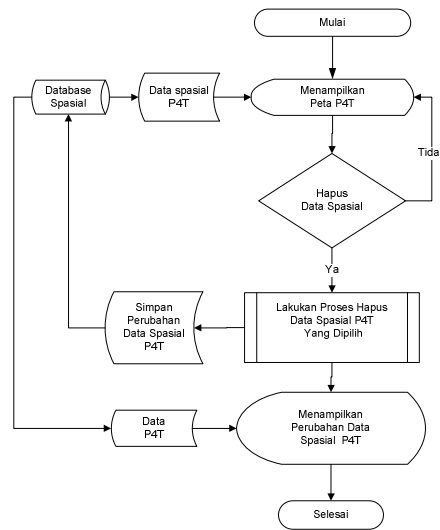 Mulai
Database
Spasial
Data spasial
P4T
Menampilkan
Peta P4T
Tida
Hapus
Data Spasial
Ya
Simpan
Perubahan
Data Spasial
P4T
Lakukan Proses Hapus
Data Spasial P4T
Yang Dipilih
Data
P4T
Menampilkan
Perubahan Data
Spasial P4T
Selesai